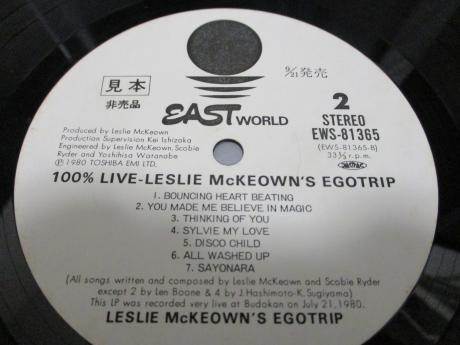 見本
非売品
9/21発売
EAST WORLD
2
STEREO
EWS-81365
(EWS-81365-B)
33⅓ r.p.m.
Produced by Leslie McKeown
Production Supervision Kei Ishizaka
Engineered by Leslie McKeown. Scobie
Ryder and Yoshihisa Watanabe
Ⓟ 1980 TOSHIBA EMI LTD.
100% LIVE-LESLIE McKEOWN'S EGOTRIP
1. BOUNCING HEART BEATING
2. YOU MADE ME BELIEVE IN MAGIC
3. THINKING OF YOU
4. SYLVIE MY LOVE
5. DISCO CHILD
6. ALL WASHED UP
7. SAYONARA
(All songs written and composed by Leslie McKeown and Scobie Ryder
except 2 by Len Boone & 4 by J.Hashimoto-K.Sugiyama)
This LP was recorded very live at Budokan on July 21,1980.
LESLIE McKEOWN'S EGOTRIP